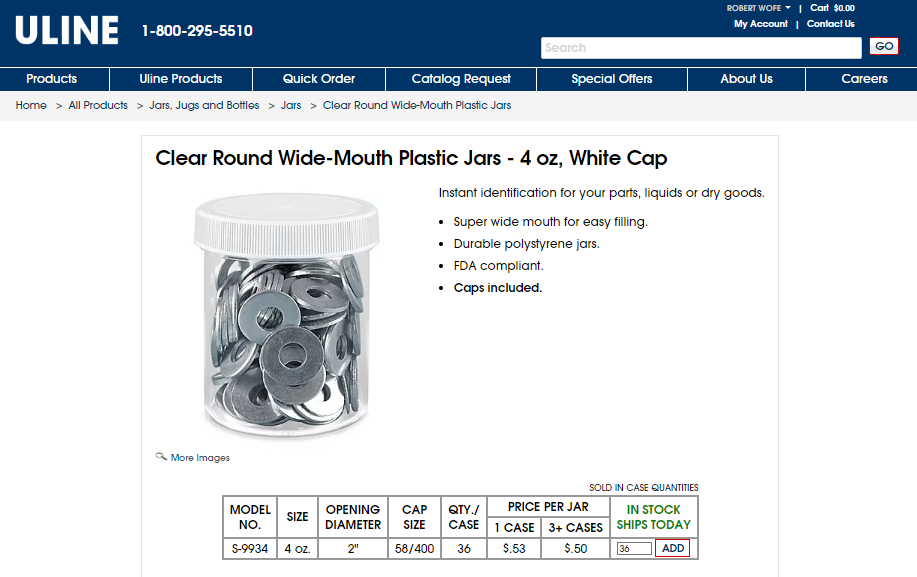 ROBERT WOFE | Cart $0.00
ULINE 1-800-295-5510
My Account | Contact Us
Search GO
Products Uline Products Quick Order Catalog Request Special Offers About Us Careers
Home > All Products > Jars, Jugs and Bottles > Jars > Clear Round Wide-Mouth Plastic Jars
Clear Round Wide-Mouth Plastic Jars - 4 oz, White Cap
Instant identification for your parts, liquids or dry goods.
• Super wide mouth for easy filling.
• Durable polystyrene jars.
• FDA compliant.
• Caps included.
More Images
SOLD IN CASE QUANTITIES
MODEL NO. SIZE OPENING DIAMETER CAP SIZE QTY./ CASE PRICE PER JAR IN STOCK SHIPS TODAY
1 CASE 3+ CASES
S-9934 4 oz. 2" 58/400 36 $.53 $.50 36 ADD